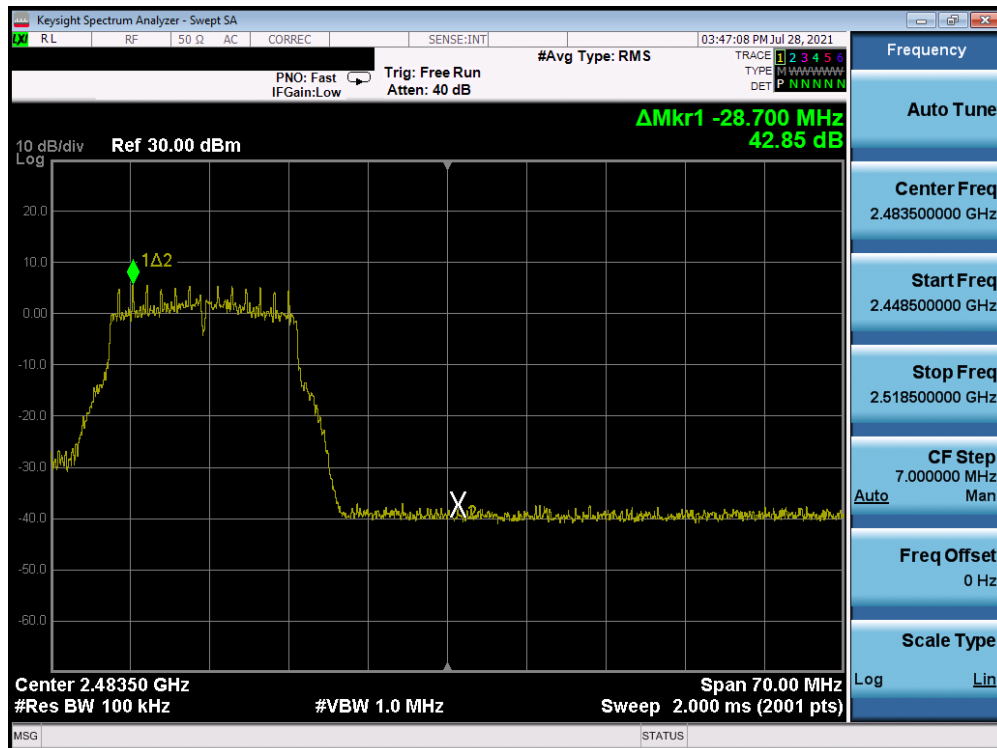 Keysight Spectrum Analyzer - Swept SA
LXI RL RF 50 Ω AC CORREC SENSE:INT 03:47:08 PM Jul 28, 2021
#Avg Type: RMS
PNO: Fast
IFGain:Low
Trig: Free Run
Atten: 40 dB
TRACE 1 2 3 4 5 6
TYPE M WWWWW
DET P N N N N N
ΔMkr1 -28.700 MHz
42.85 dB
10 dB/div
Log
Ref 30.00 dBm
20.0
10.0
0.00
-10.0
-20.0
-30.0
-40.0
-50.0
-60.0
1Δ2
X2
Center 2.48350 GHz
#Res BW 100 kHz
#VBW 1.0 MHz
Span 70.00 MHz
Sweep 2.000 ms (2001 pts)
MSG
STATUS
Frequency
Auto Tune
Center Freq
2.483500000 GHz
Start Freq
2.448500000 GHz
Stop Freq
2.518500000 GHz
CF Step
7.000000 MHz
Auto Man
Freq Offset
0 Hz
Scale Type
Log Lin